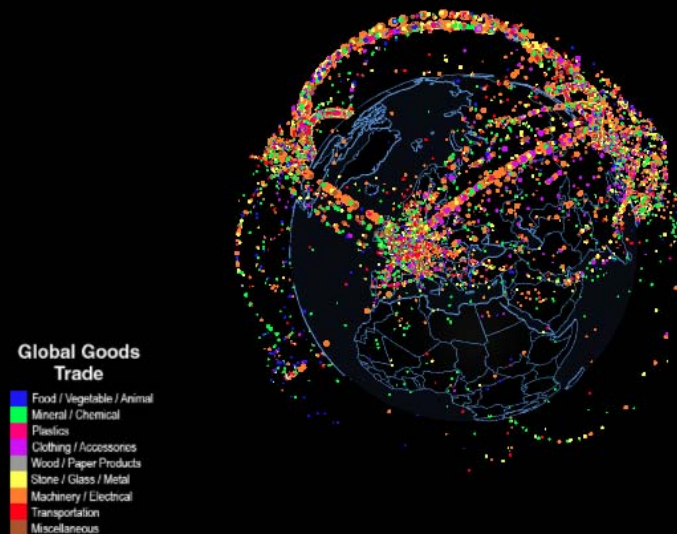 Global Goods
Trade
Food / Vegetable / Animal
Mineral / Chemical
Plastics
Clothing / Accessories
Wood / Paper Products
Stone / Glass / Metal
Machinery / Electrical
Transportation
Miscellaneous